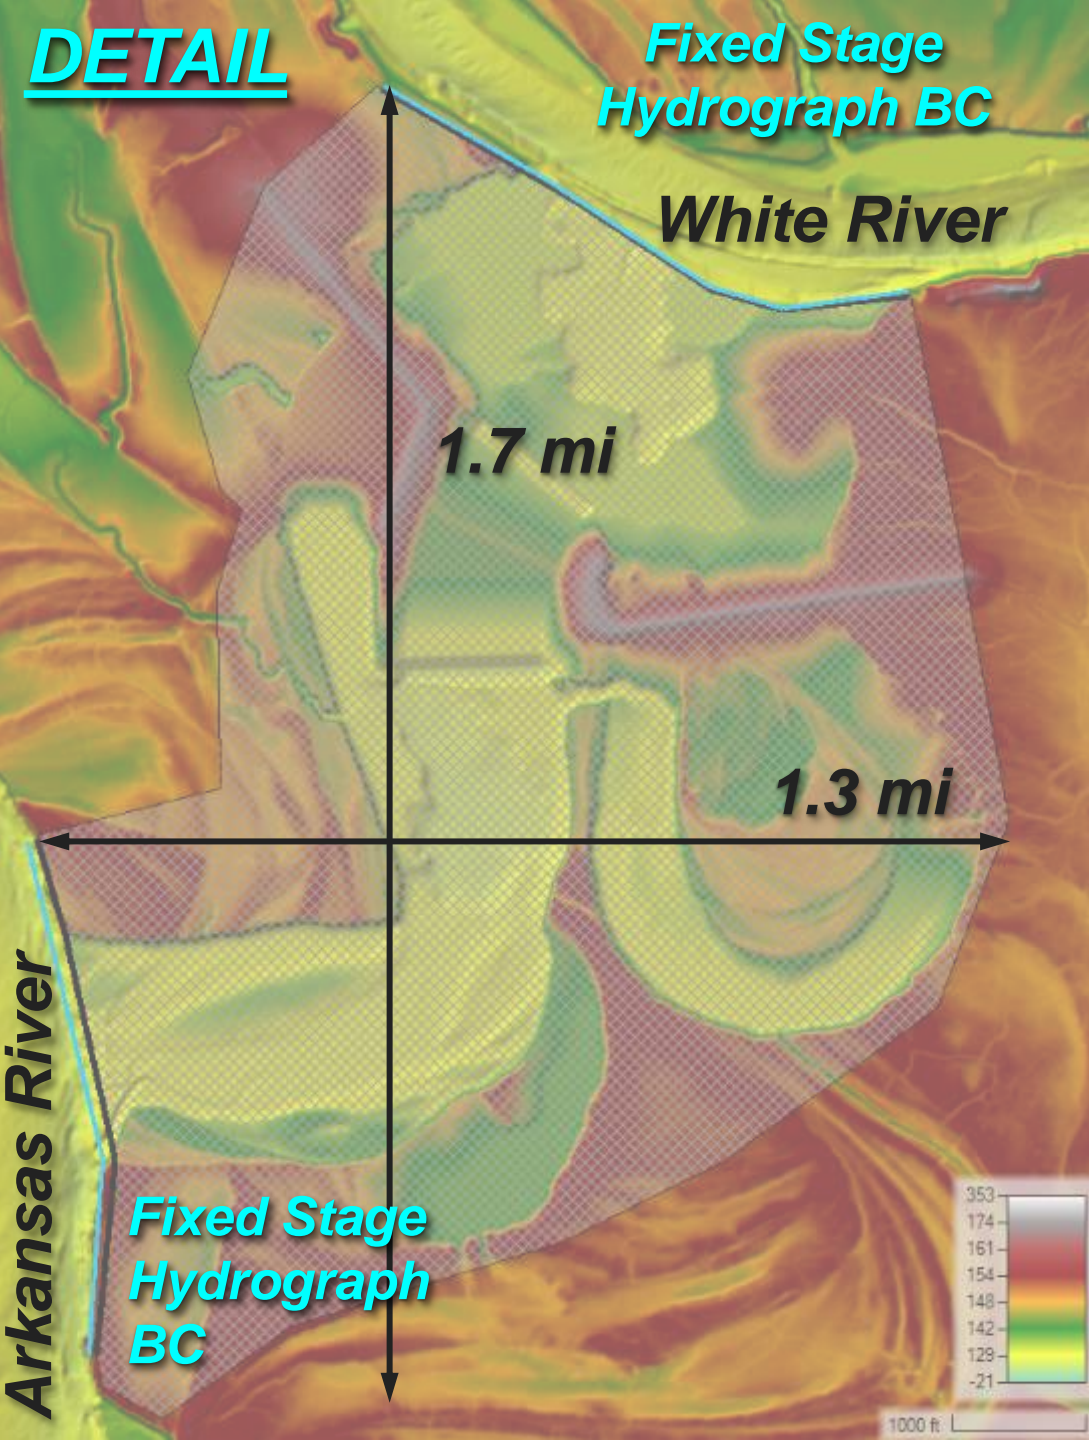 DETAIL
Fixed Stage
Hydrograph BC
White River
1.7 mi
1.3 mi
Arkansas River
Fixed Stage
Hydrograph
BC
353
174
161
154
148
142
129
-21
1000 ft